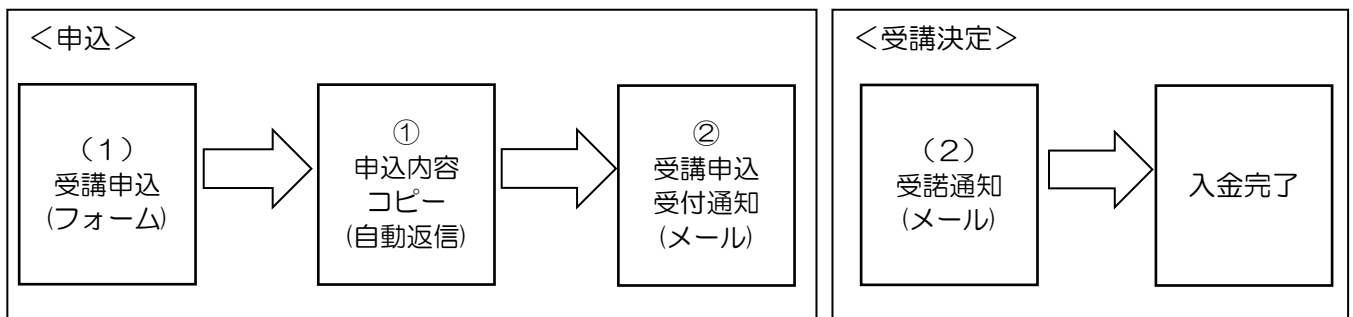 ＜申込＞
（１）
受講申込
(フォーム)
①
申込内容
コピー
(自動返信)
②
受講申込
受付通知
(メール)
＜受講決定＞
（２）
受諾通知
(メール)
入金完了